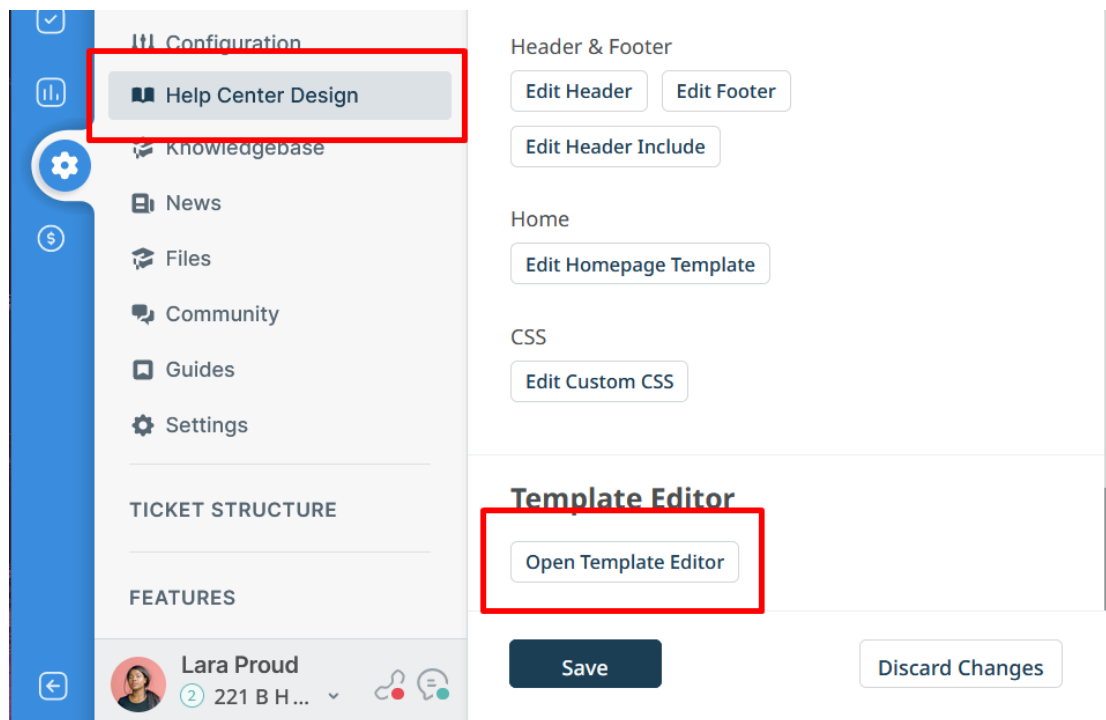 Configuration
Help Center Design
Knowledgebase
News
Files
Community
Guides
Settings
TICKET STRUCTURE
FEATURES
Lara Proud
2 221 B H...
Header & Footer
Edit Header
Edit Footer
Edit Header Include
Home
Edit Homepage Template
CSS
Edit Custom CSS
Template Editor
Open Template Editor
Save
Discard Changes